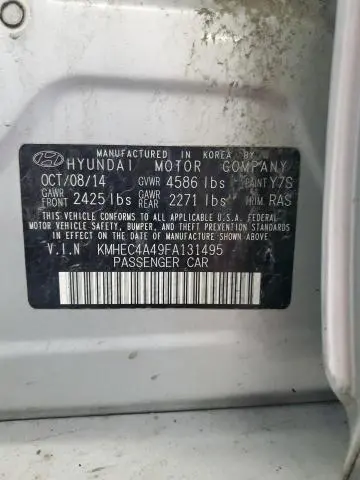 MANUFACTURED IN KOREA BY
HYUNDAI MOTOR COMPANY
OCT/08/14 GVWR 4586 lbs PAINT Y7S
GAWR FRONT 2425 lbs GAWR REAR 2271 lbs TRIM RAS
THIS VEHICLE CONFORMS TO ALL APPLICABLE U.S.A. FEDERAL
MOTOR VEHICLE SAFETY, BUMPER, AND THEFT PREVENTION STANDARDS
IN EFFECT ON THE DATE OF MANUFACTURE SHOWN ABOVE.
V.I.N KMHEC4A49FA131495
PASSENGER CAR